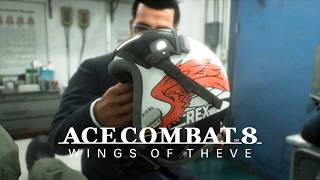 REX
ACE COMBAT 8
WINGS OF THEVE